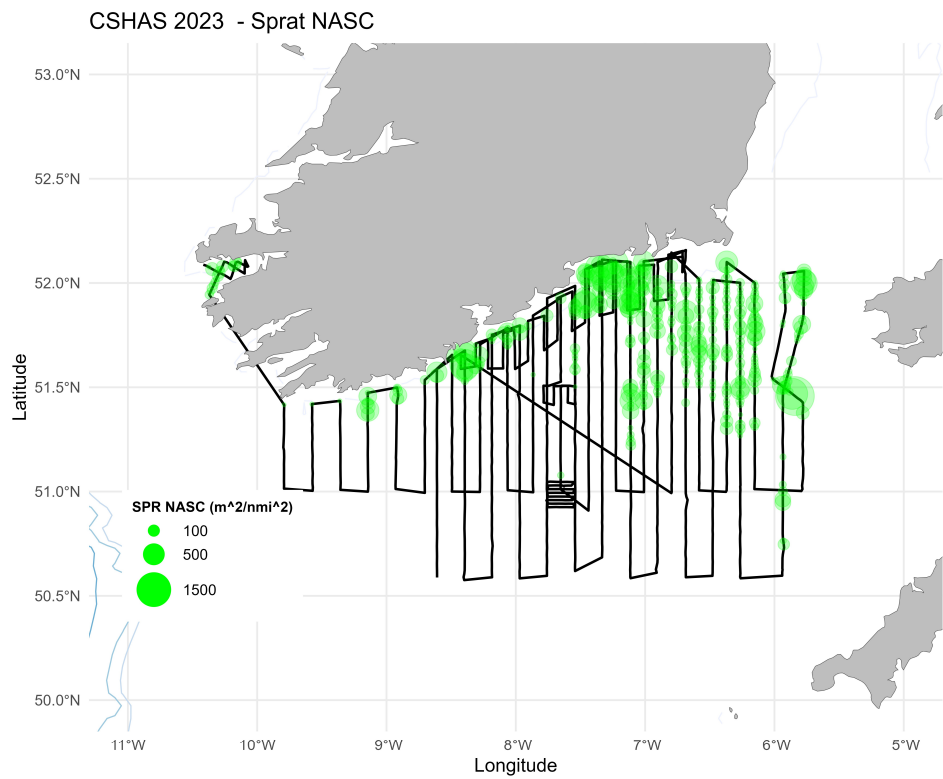 CSHAS 2023  - Sprat NASC
53.0°N
52.5°N
52.0°N
51.5°N
51.0°N
50.5°N
50.0°N
Latitude
SPR NASC (m^2/nmi^2)
100
500
1500
11°W
10°W
9°W
8°W
7°W
6°W
5°W
Longitude